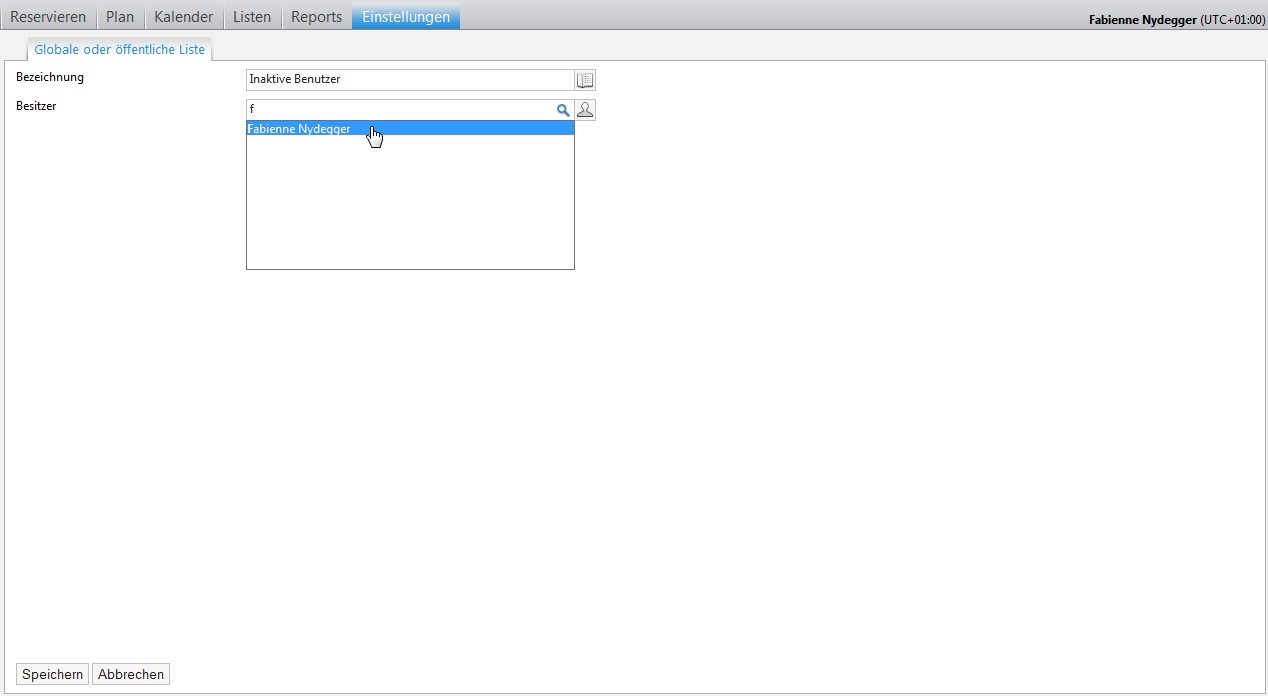 Reservieren Plan Kalender Listen Reports Einstellungen Fabienne Nydegger (UTC+01:00)
Globale oder öffentliche Liste
Bezeichnung Inaktive Benutzer
Besitzer f
Fabienne Nydegger
Speichern Abbrechen